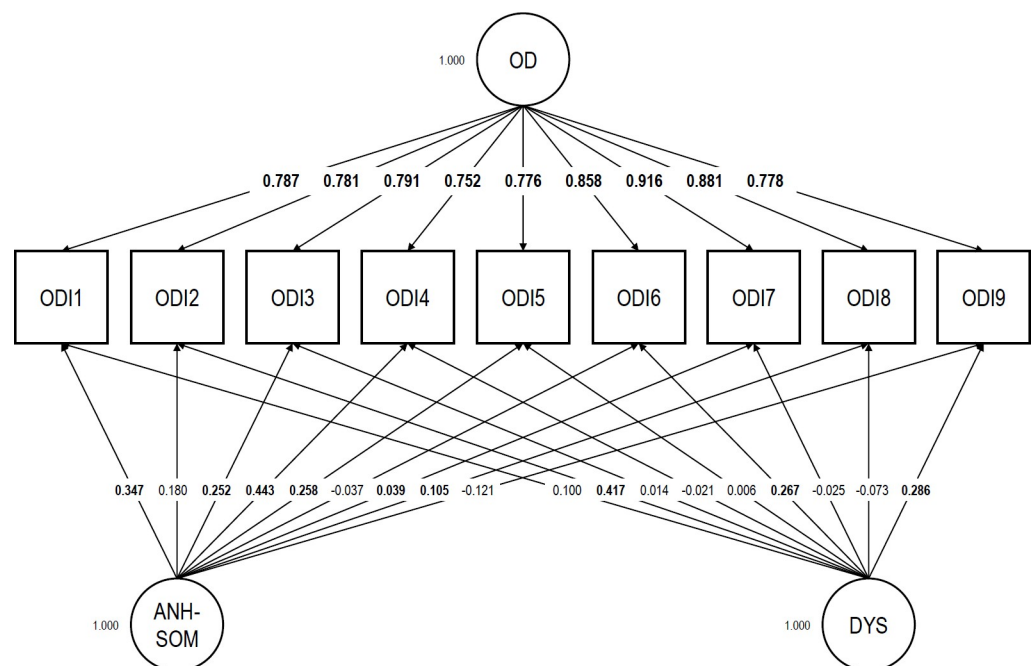 1.000 OD
0.787 0.781 0.791 0.752 0.776 0.858 0.916 0.881 0.778
ODI1 ODI2 ODI3 ODI4 ODI5 ODI6 ODI7 ODI8 ODI9
0.347 0.180 0.252 0.443 0.258 -0.037 0.039 0.105 -0.121 0.100 0.417 0.014 -0.021 0.006 0.267 -0.025 -0.073 0.286
1.000 ANH-
SOM
1.000 DYS